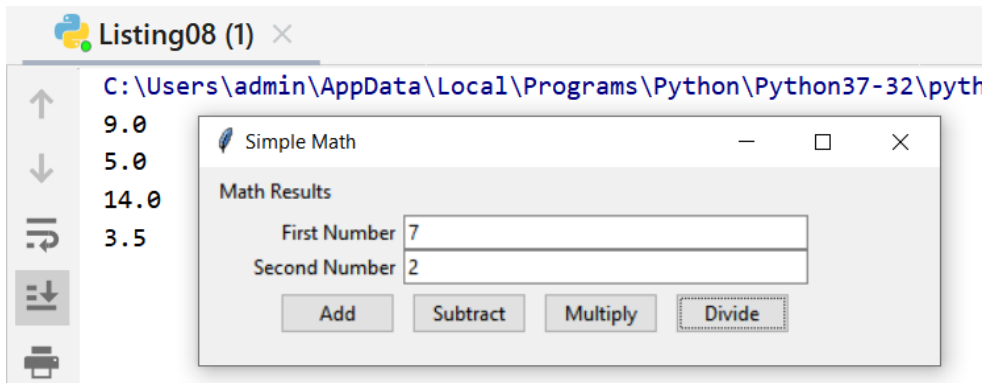 Listing08 (1)
C:\Users\admin\AppData\Local\Programs\Python\Python37-32\pyth
9.0
5.0
14.0
3.5
Simple Math
Math Results
First Number 7
Second Number 2
Add Subtract Multiply Divide